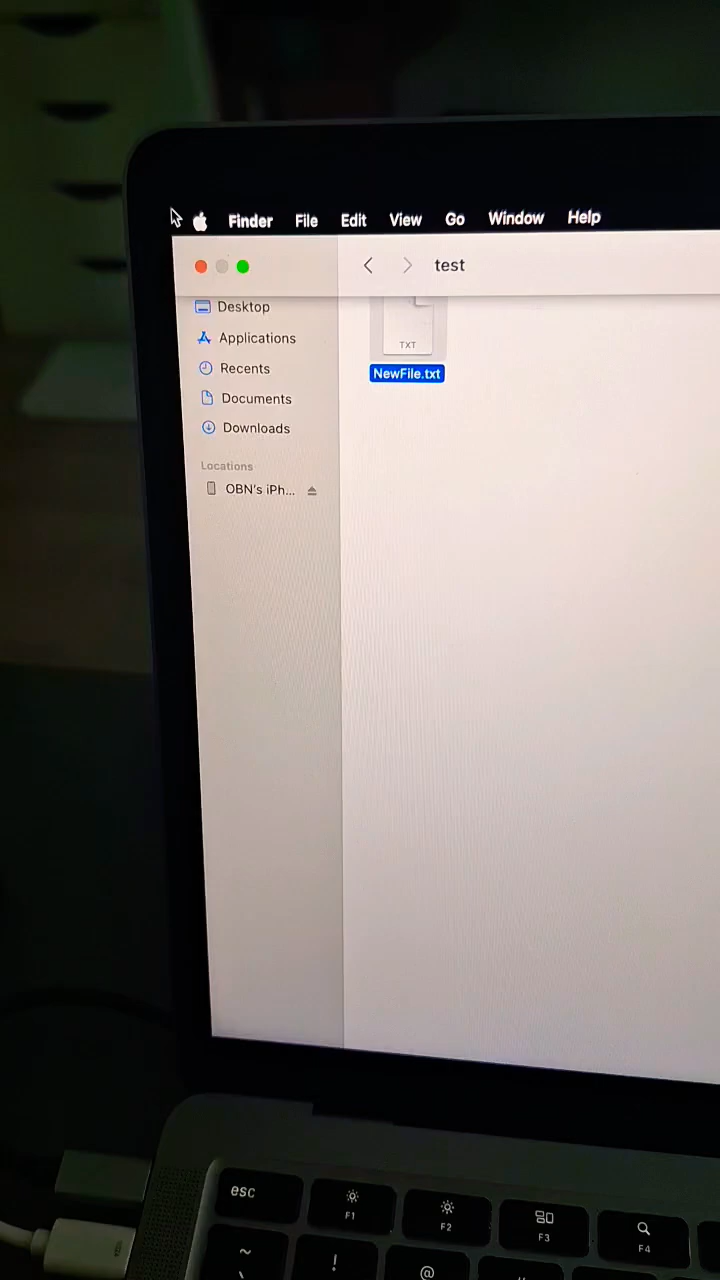 Finder File Edit View Go Window Help
test
Desktop
Applications
Recents
Documents
Downloads
Locations
OBN's iPh...
TXT
NewFile.txt
esc
F1
F2
F3
F4
~
!
@